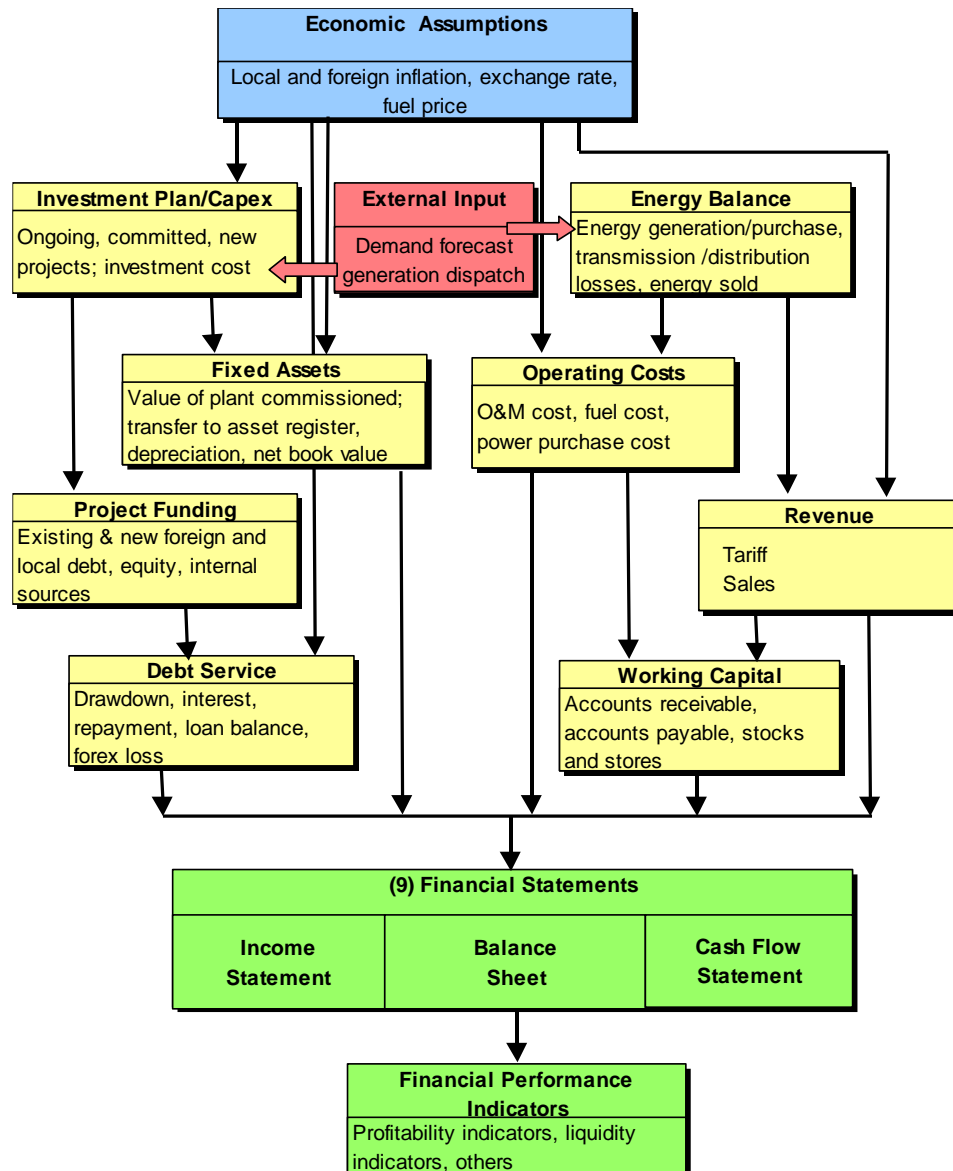 Economic Assumptions
Local and foreign inflation, exchange rate,
fuel price
Investment Plan/Capex
Ongoing, committed, new
projects; investment cost
External Input
Demand forecast
generation dispatch
Energy Balance
Energy generation/purchase,
transmission /distribution
losses, energy sold
Fixed Assets
Value of plant commissioned;
transfer to asset register,
depreciation, net book value
Operating Costs
O&M cost, fuel cost,
power purchase cost
Project Funding
Existing & new foreign and
local debt, equity, internal
sources
Revenue
Tariff
Sales
Debt Service
Drawdown, interest,
repayment, loan balance,
forex loss
Working Capital
Accounts receivable,
accounts payable, stocks
and stores
(9) Financial Statements
Income
Statement
Balance
Sheet
Cash Flow
Statement
Financial Performance
Indicators
Profitability indicators, liquidity
indicators, others